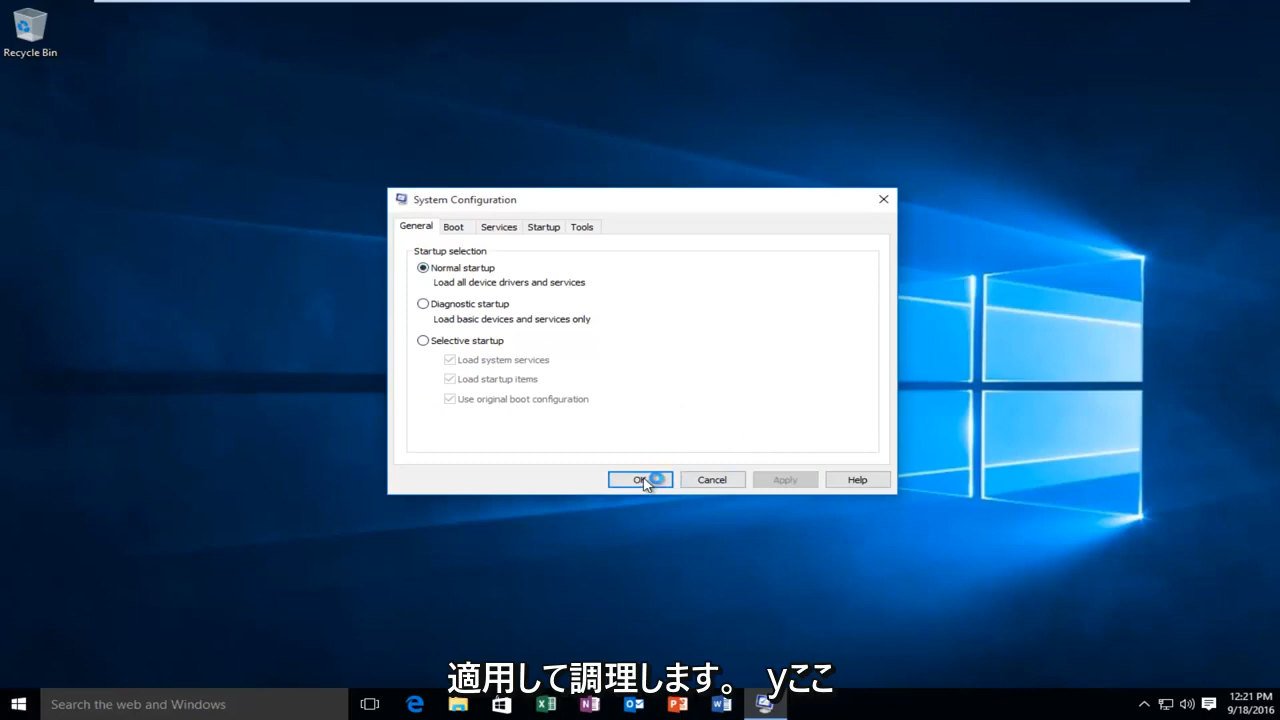 Recycle Bin
System Configuration
General Boot Services Startup Tools
Startup selection
Normal startup
Load all device drivers and services
Diagnostic startup
Load basic devices and services only
Selective startup
Load system services
Load startup items
Use original boot configuration
OK Cancel Apply Help
適用して調理します。 yここ
Search the web and Windows
12:21 PM
9/18/2016